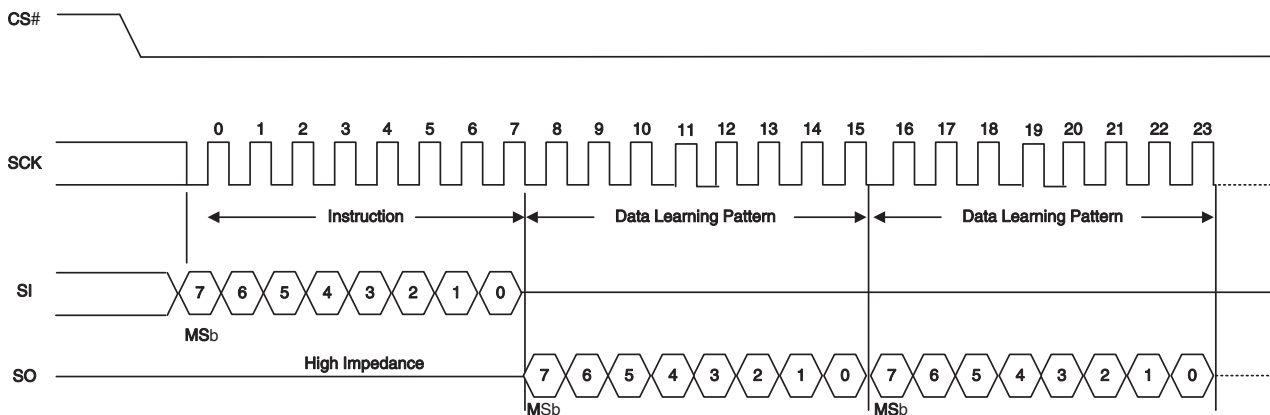 CS#
0 1 2 3 4 5 6 7 8 9 10 11 12 13 14 15 16 17 18 19 20 21 22 23
SCK
Instruction Data Learning Pattern Data Learning Pattern
SI 7 6 5 4 3 2 1 0
MSb
High Impedance
SO 7 6 5 4 3 2 1 0 7 6 5 4 3 2 1 0
MSb MSb